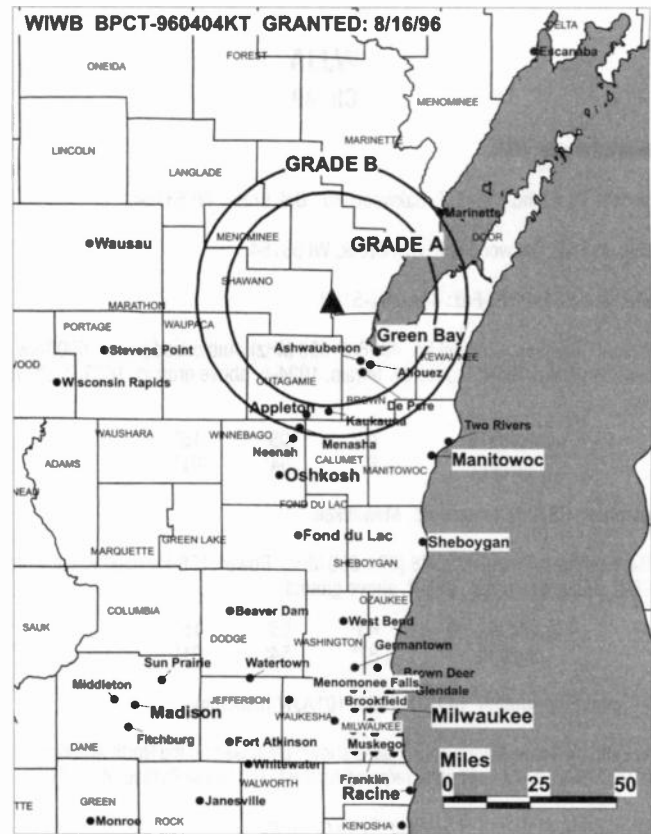 WIWB BPCT-960404KT GRANTED: 8/16/96
DELTA
Escanaba
ONEIDA
FOREST
MENOMINEE
LINCOLN
LANGLADE
MARINETTE
GRADE B
Marinette
DOOR
Wausau
MENOMINEE
GRADE A
SHAWANO
MARATHON
PORTAGE
WAUPACA
Green Bay
Stevens Point
Ashwaubenon
KEWAUNEE
WOOD
Allouez
Wisconsin Rapids
OUTAGAMIE
BROWN
De Pere
Appleton
Kaukauna
WAUSHARA
WINNEBAGO
Menasha
Two Rivers
Neenah
CALUMET
MANITOWOC
Manitowoc
ADAMS
Oshkosh
NEAU
FOND DU LAC
GREEN LAKE
Fond du Lac
Sheboygan
MARQUETTE
SHEBOYGAN
OZAUKEE
COLUMBIA
Beaver Dam
West Bend
SAUK
DODGE
WASHINGTON
Germantown
Sun Prairie
Watertown
Brown Deer
Menomonee Falls
Glendale
Middleton
JEFFERSON
Brookfield
Madison
WAUKESHA
Milwaukee
MILWAUKEE
DANE
Fitchburg
Fort Atkinson
Muskego
Miles
Whitewater
Franklin
WALWORTH
Racine
0 25 50
GREEN
Janesville
TTE
Monroe
ROCK
KENOSHA